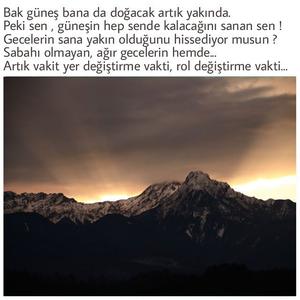 Bak güneş bana da doğacak artık yakında.
Peki sen , güneşin hep sende kalacağını sanan sen !
Gecelerin sana yakın olduğunu hissediyor musun ?
Sabahı olmayan, ağır gecelerin hemde...
Artık vakit yer değiştirme vakti, rol değiştirme vakti...